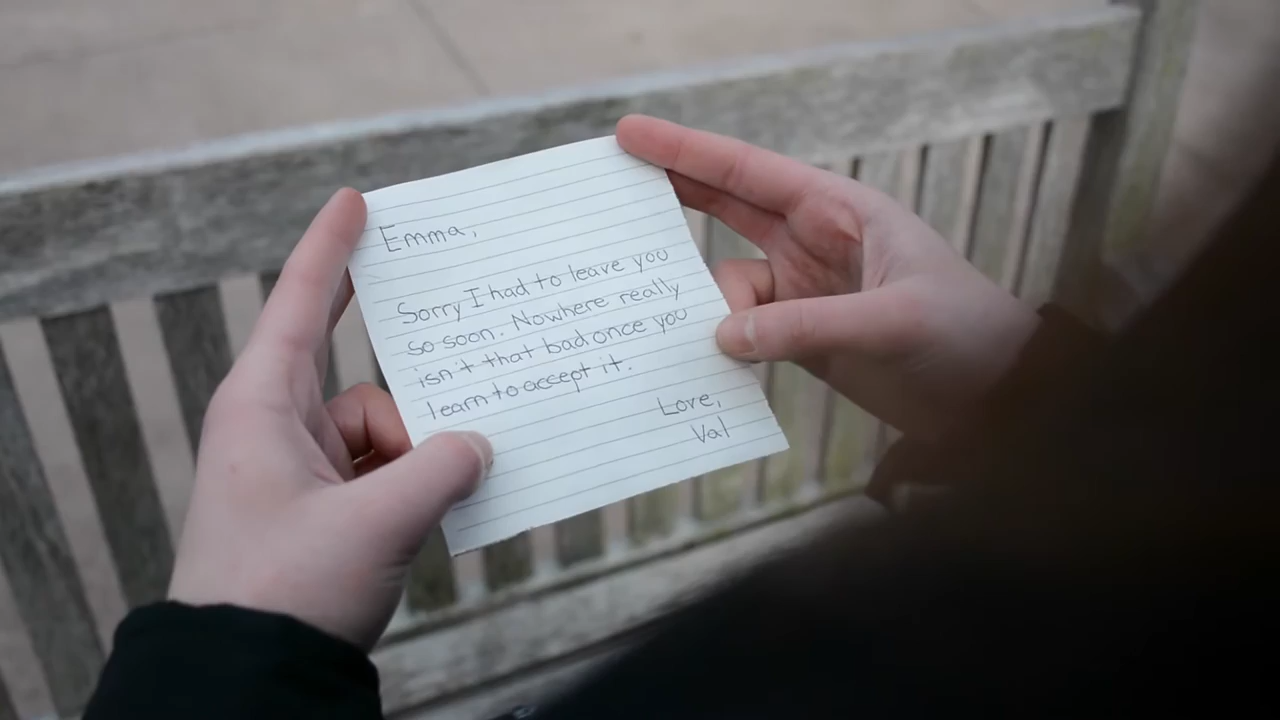 Emma,
Sorry I had to leave you
so soon. Nowhere really
isn't that bad once you
learn to accept it.
Love,
Val